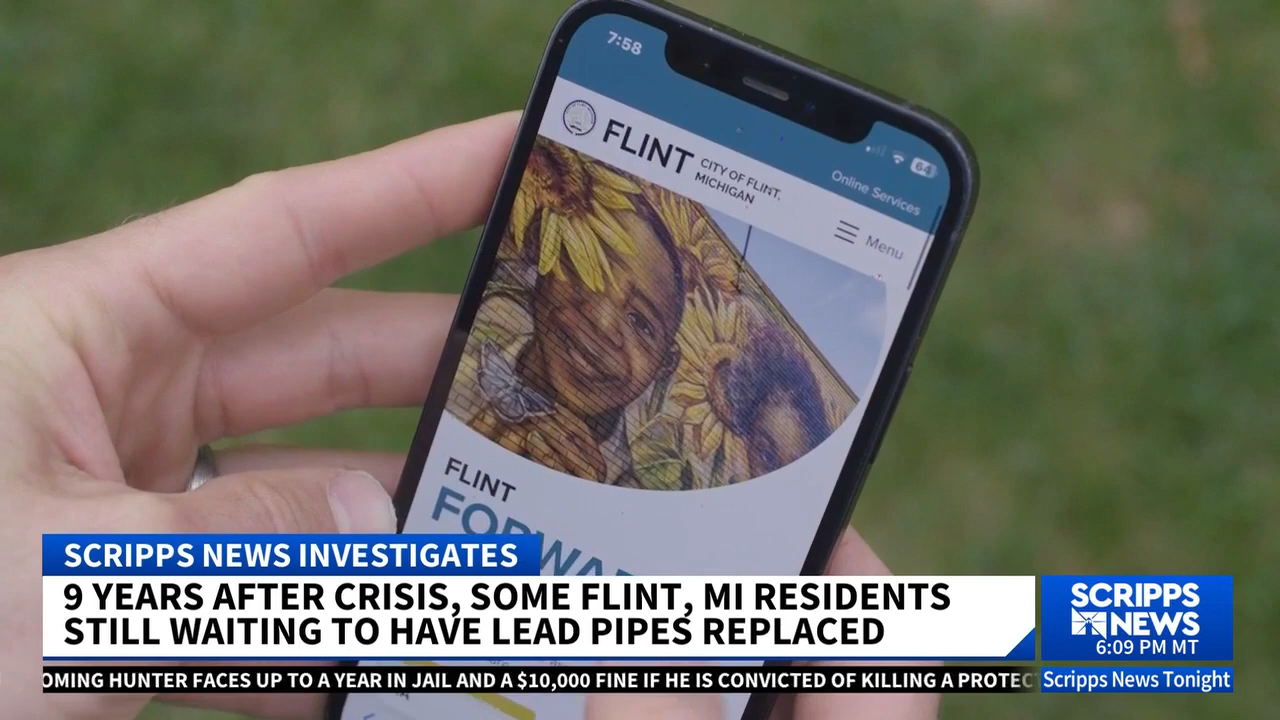 7:58
64
FLINT
CITY OF FLINT,
MICHIGAN
Online Services
Menu
FLINT
SCRIPPS NEWS INVESTIGATES
9 YEARS AFTER CRISIS, SOME FLINT, MI RESIDENTS
STILL WAITING TO HAVE LEAD PIPES REPLACED
SCRIPPS
NEWS
6:09 PM MT
OMING HUNTER FACES UP TO A YEAR IN JAIL AND A $10,000 FINE IF HE IS CONVICTED OF KILLING A PROTEC
Scripps News Tonight